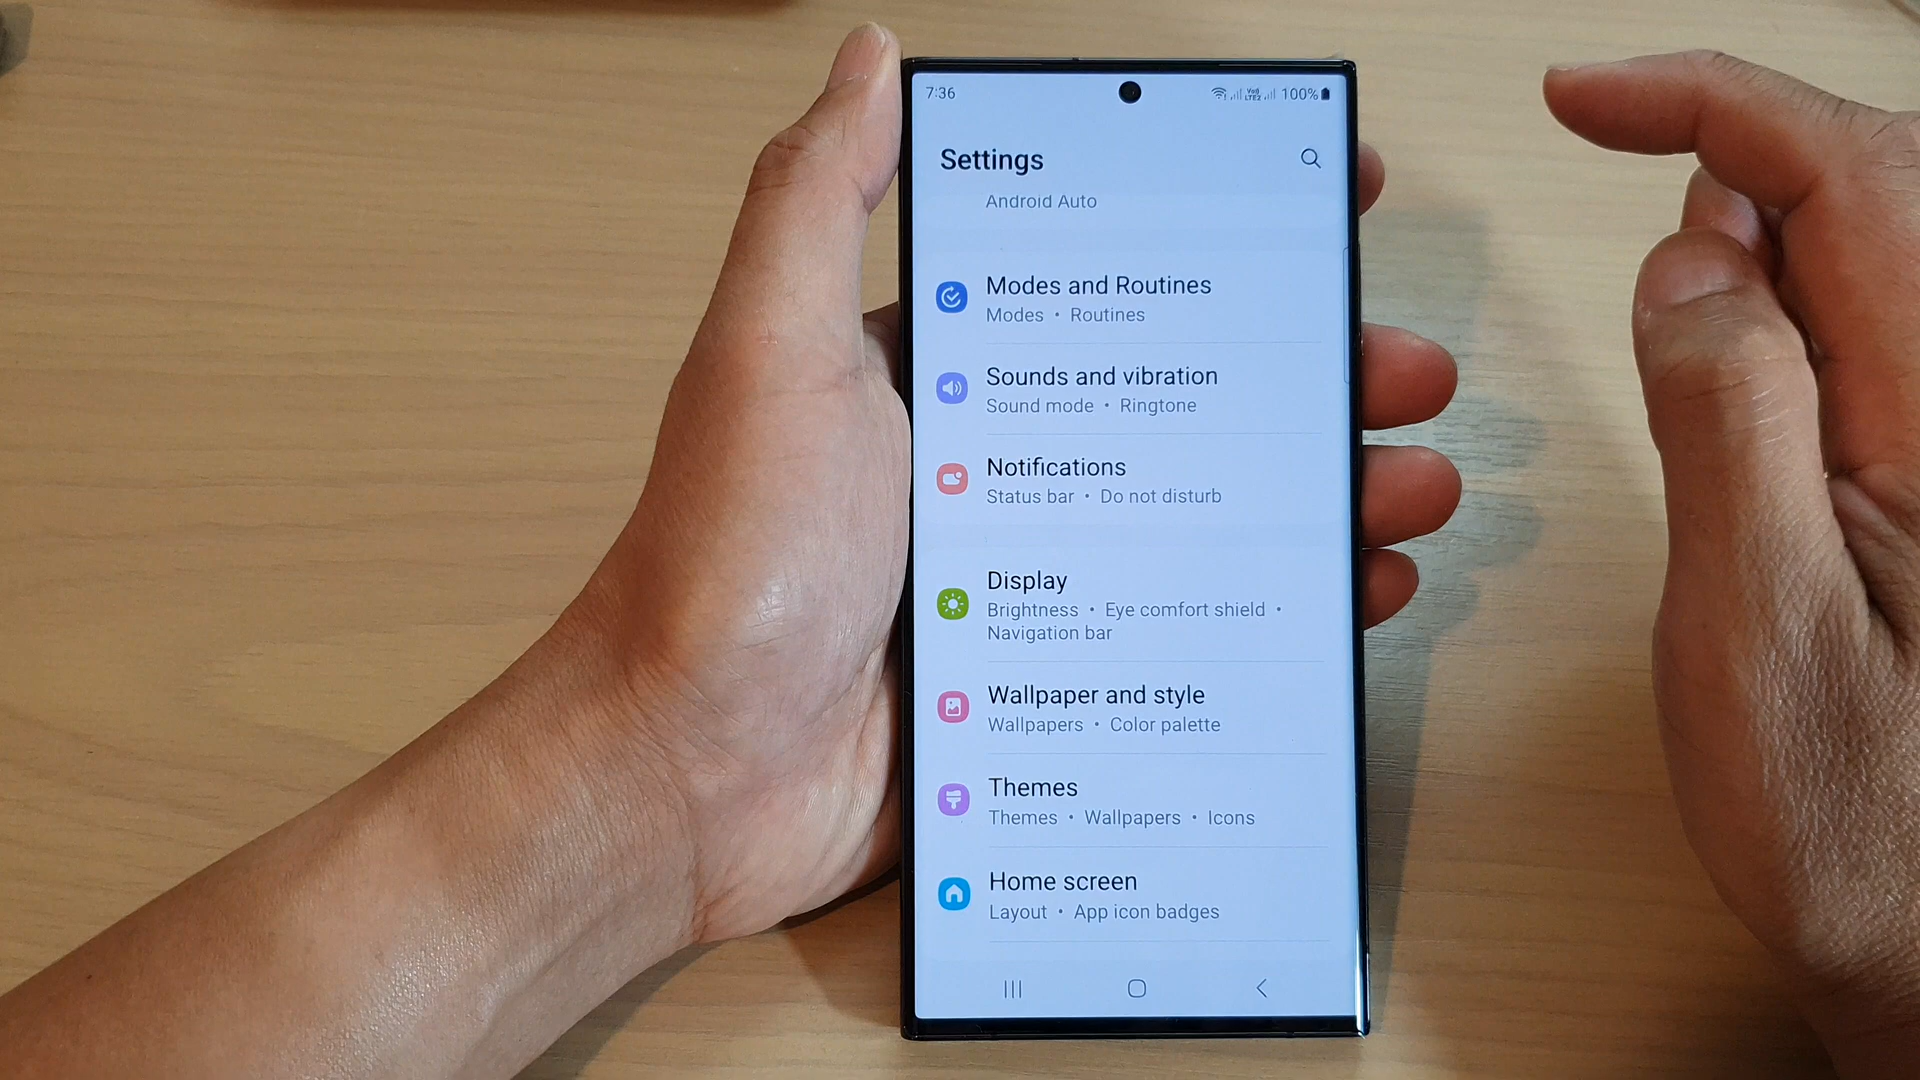 7:36
Vo)) LTE2 100%
Settings
Android Auto
Modes and Routines
Modes • Routines
Sounds and vibration
Sound mode • Ringtone
Notifications
Status bar • Do not disturb
Display
Brightness • Eye comfort shield •
Navigation bar
Wallpaper and style
Wallpapers • Color palette
Themes
Themes • Wallpapers • Icons
Home screen
Layout • App icon badges